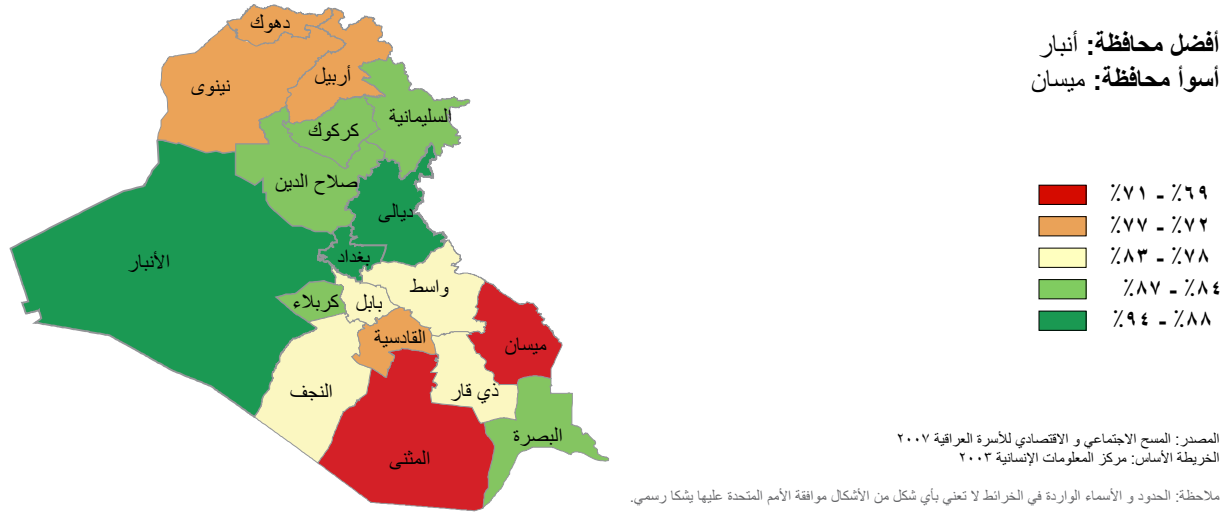 أفضل محافظة: أنبار
أسوأ محافظة: ميسان
دهوك
نينوى
أربيل
السليمانية
كركوك
صلاح الدين
ديالى
الأنبار
بغداد
واسط
بابل
كربلاء
القادسية
ميسان
النجف
ذي قار
البصرة
المثنى
٦٩٪ - ٧١٪
٧٢٪ - ٧٧٪
٧٨٪ - ٨٣٪
٨٤٪ - ٨٧٪
٨٨٪ - ٩٤٪
المصدر: المسح الاجتماعي و الاقتصادي للأسرة العراقية ٢٠٠٧
الخريطة الأساس: مركز المعلومات الإنسانية ٢٠٠٣
ملاحظة: الحدود و الأسماء الواردة في الخرائط لا تعني بأي شكل من الأشكال موافقة الأمم المتحدة عليها يشكا رسمي.